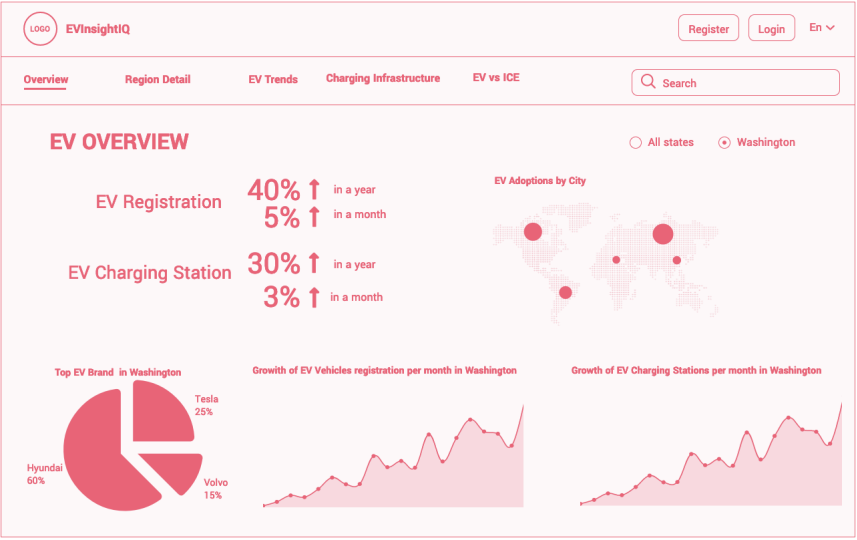 LOGO
EVInsightIQ
Register
Login
En
Overview
Region Detail
EV Trends
Charging Infrastructure
EV vs ICE
Search
EV OVERVIEW
All states
Washington
EV Registration
40% ↑ in a year
5% ↑ in a month
EV Charging Station
30% ↑ in a year
3% ↑ in a month
EV Adoptions by City
Top EV Brand in Washington
Tesla
25%
Hyundai
60%
Volvo
15%
Growith of EV Vehicles registration per month in Washington
Growth of EV Charging Stations per month in Washington